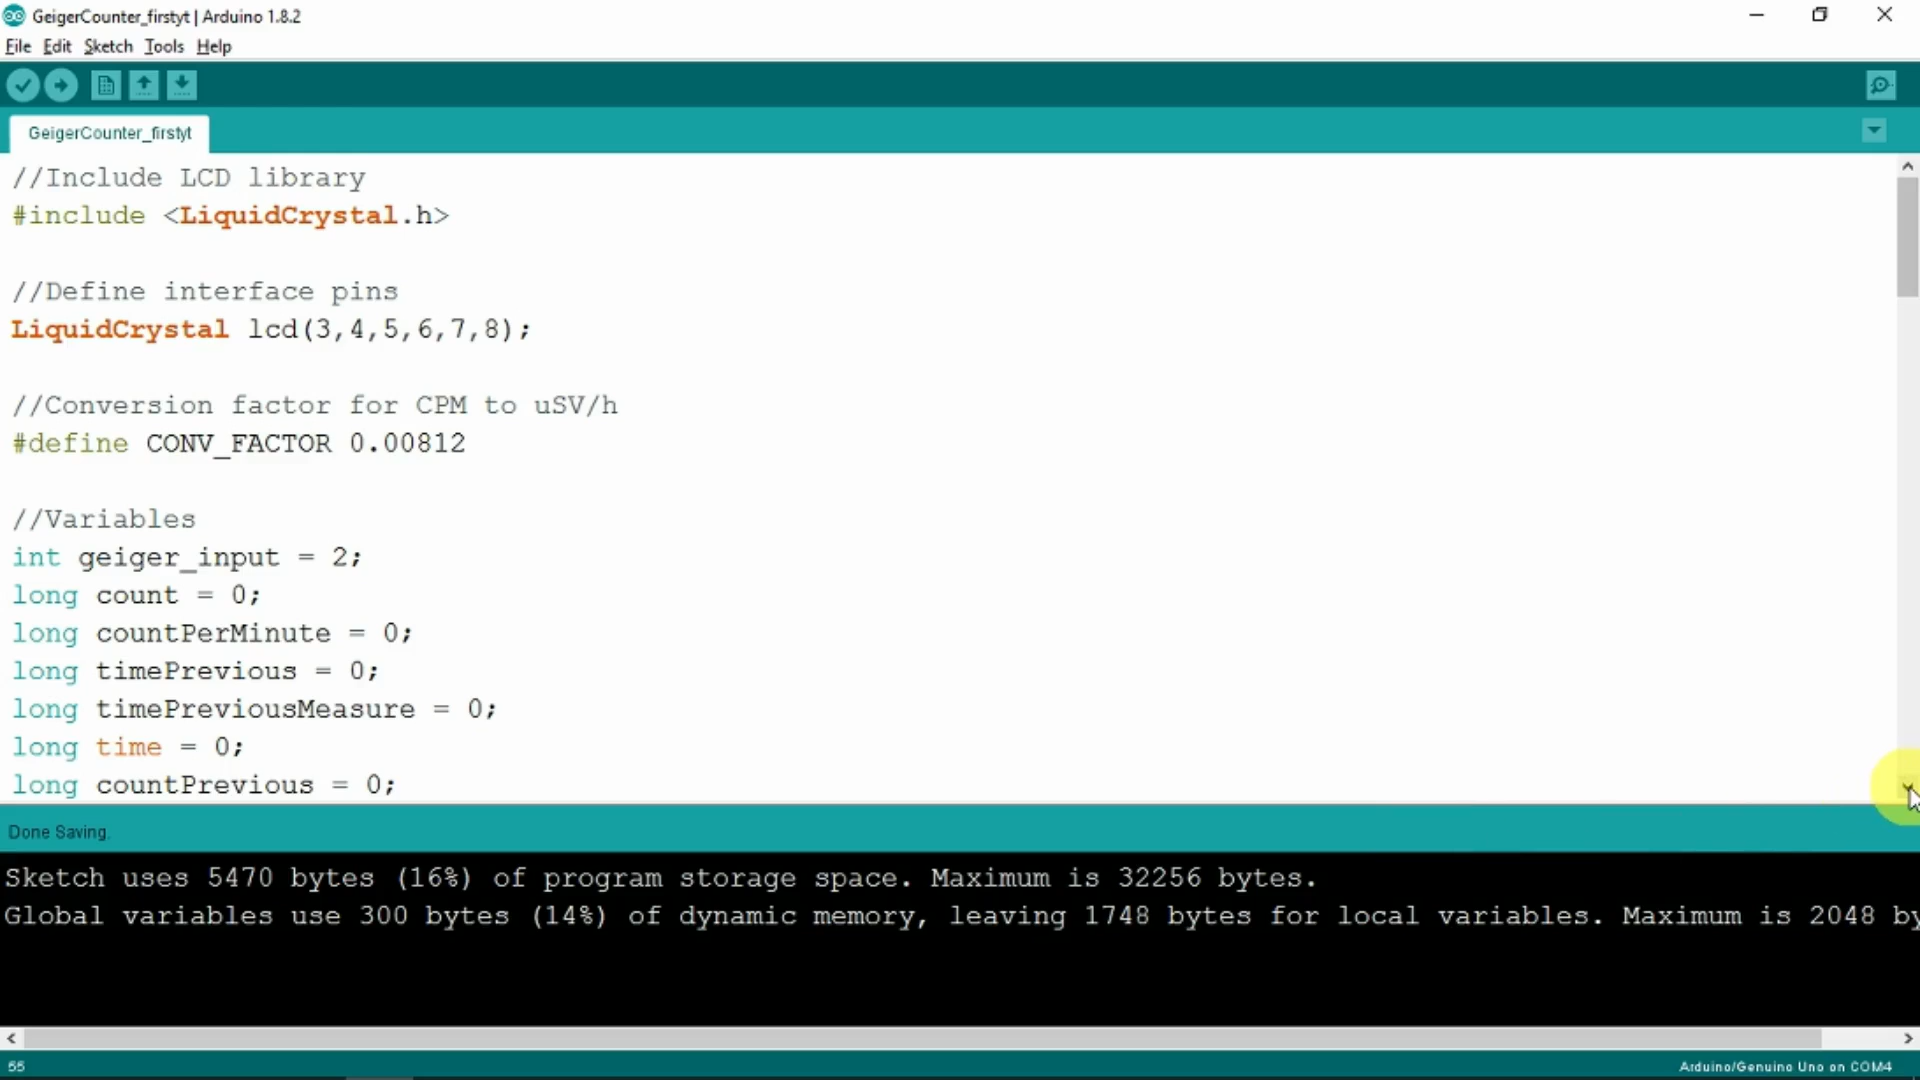 GeigerCounter_firstyt | Arduino 1.8.2
File Edit Sketch Tools Help
GeigerCounter_firstyt
//Include LCD library
#include <LiquidCrystal.h>
//Define interface pins
LiquidCrystal lcd(3,4,5,6,7,8);
//Conversion factor for CPM to uSV/h
#define CONV_FACTOR 0.00812
//Variables
int geiger_input = 2;
long count = 0;
long countPerMinute = 0;
long timePrevious = 0;
long timePreviousMeasure = 0;
long time = 0;
long countPrevious = 0;
Done Saving.
Sketch uses 5470 bytes (16%) of program storage space. Maximum is 32256 bytes.
Global variables use 300 bytes (14%) of dynamic memory, leaving 1748 bytes for local variables. Maximum is 2048 by
55
Arduino/Genuino Uno on COM4